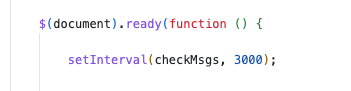 $(document).ready(function () {
setInterval(checkMsgs, 3000);